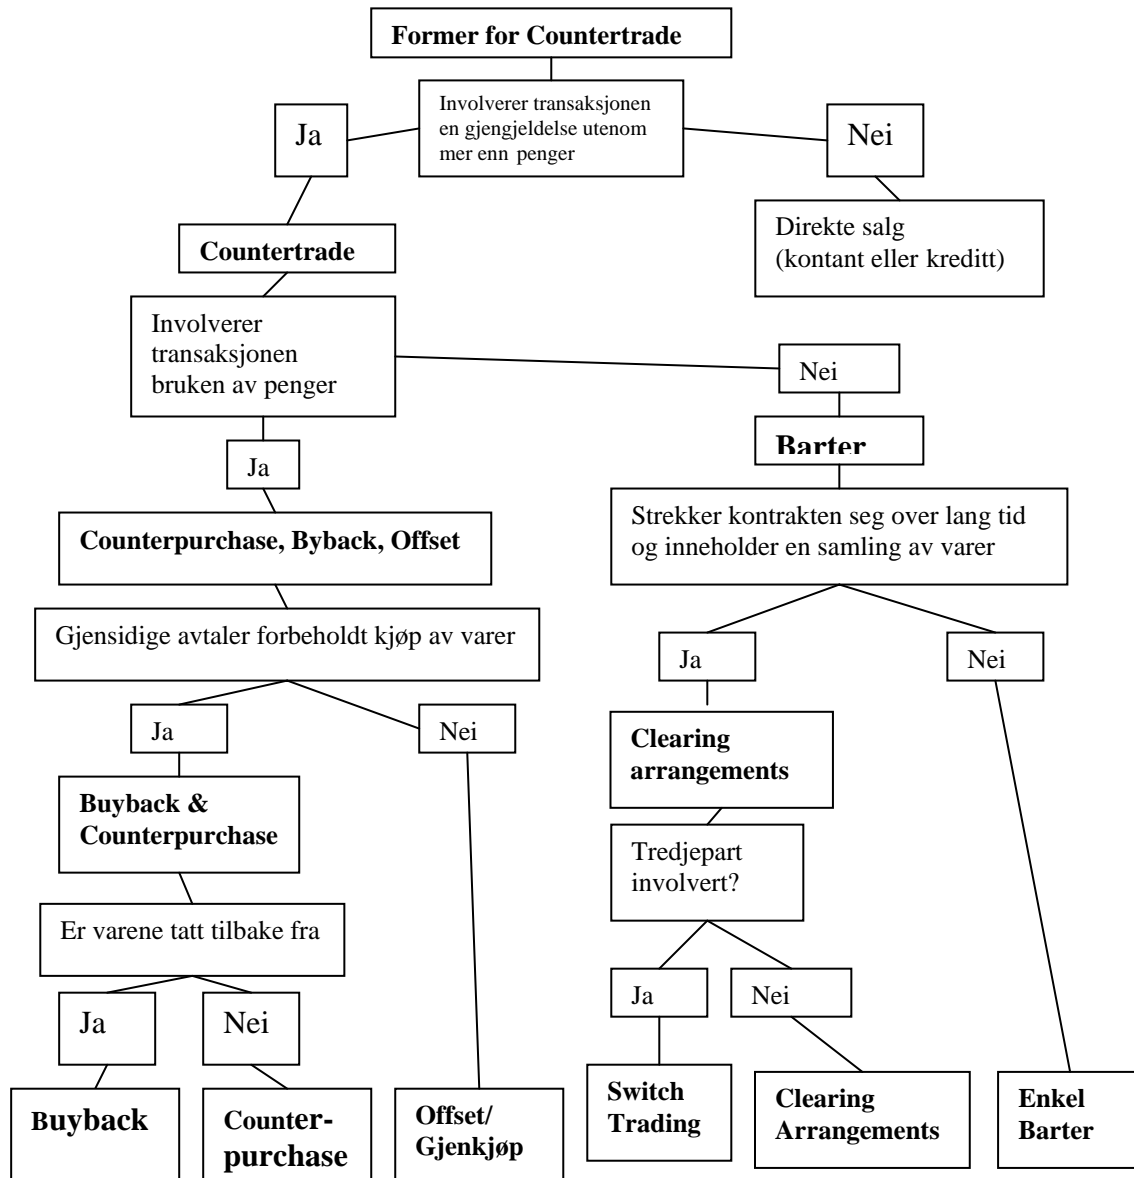 Former for Countertrade
Involverer transaksjonen
en gjengjeldelse utenom
mer enn penger
Ja
Nei
Direkte salg
(kontant eller kreditt)
Countertrade
Involverer
transaksjonen
bruken av penger
Nei
Barter
Ja
Counterpurchase, Byback, Offset
Strekker kontrakten seg over lang tid
og inneholder en samling av varer
Gjensidige avtaler forbeholdt kjøp av varer
Ja
Nei
Ja
Nei
Clearing
arrangements
Buyback &
Counterpurchase
Tredjepart
involvert?
Er varene tatt tilbake fra
Ja
Nei
Ja
Nei
Buyback
Counter-
purchase
Offset/
Gjenkjøp
Switch
Trading
Clearing
Arrangements
Enkel
Barter